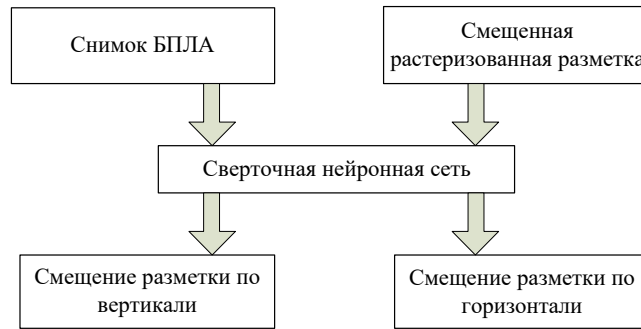 Снимок БПЛА
Смещенная
растеризованная разметка
Сверточная нейронная сеть
Смещение разметки по
вертикали
Смещение разметки по
горизонтали